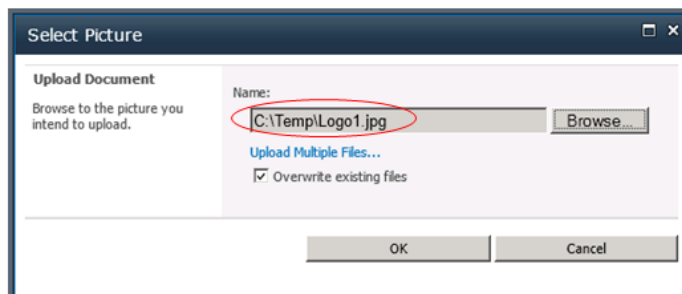 Select Picture
Upload Document
Browse to the picture you
intend to upload.
Name:
C:\Temp\Logo1.jpg
Browse...
Upload Multiple Files...
Overwrite existing files
OK
Cancel